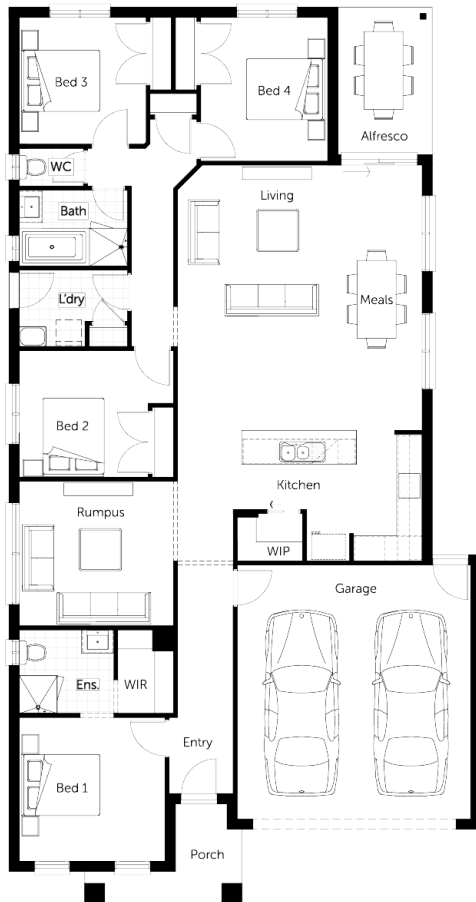 Bed 3
Bed 4
Alfresco
WC
Living
Bath
L'dry
Meals
Bed 2
Kitchen
Rumpus
WIP
Garage
Ens.
WIR
Entry
Bed 1
Porch